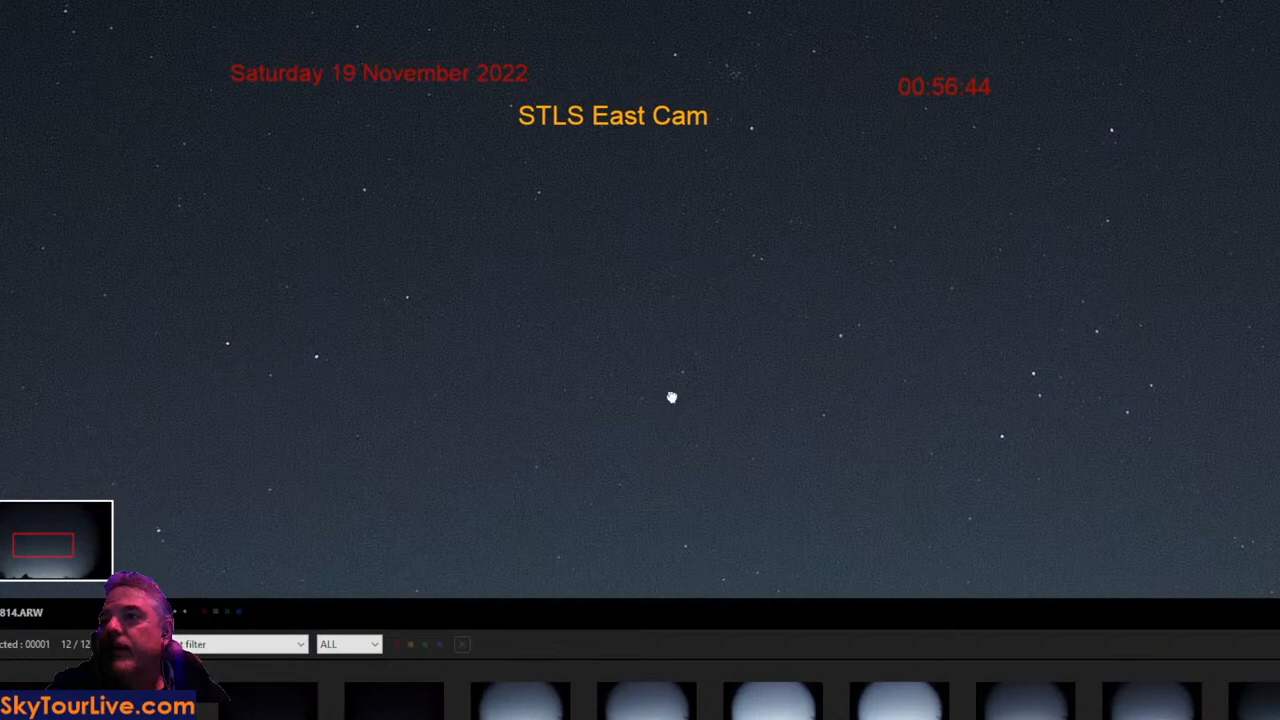 Saturday 19 November 2022
00:56:44
STLS East Cam
814.ARW
cted : 00001
12 / 12
t filter
ALL
SkyTourLive.com